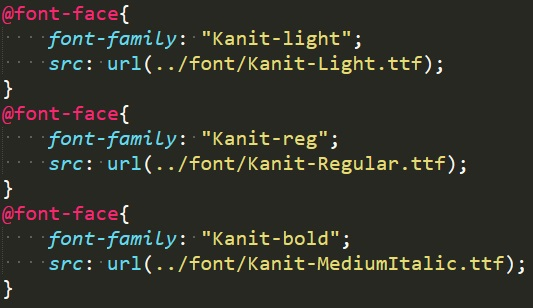 @font-face{
    font-family: "Kanit-light";
    src: url(../font/Kanit-Light.ttf);
}
@font-face{
    font-family: "Kanit-reg";
    src: url(../font/Kanit-Regular.ttf);
}
@font-face{
    font-family: "Kanit-bold";
    src: url(../font/Kanit-MediumItalic.ttf);
}